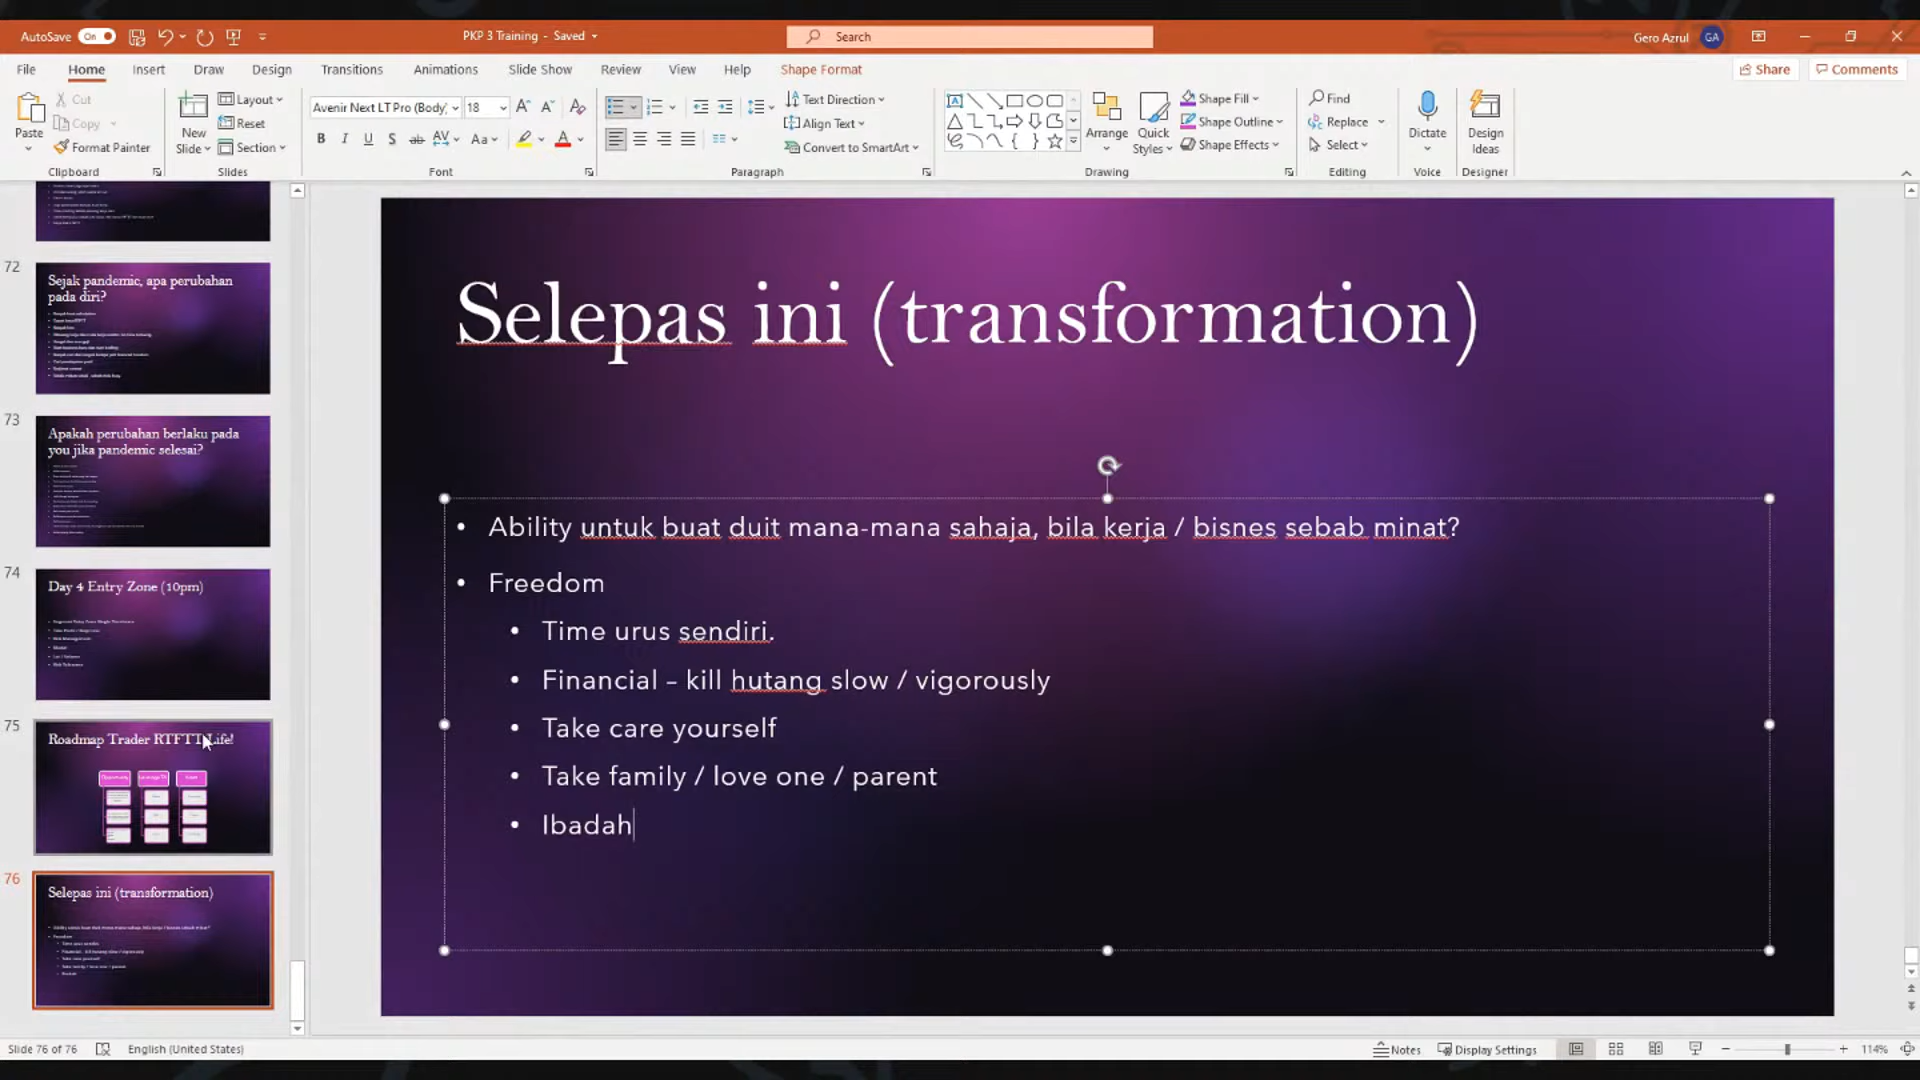 AutoSave On
PKP 3 Training - Saved
Search
Gero Azrul GA
File Home Insert Draw Design Transitions Animations Slide Show Review View Help Shape Format
Share Comments
Paste
Cut
Copy
Format Painter
Clipboard
New Slide
Layout
Reset
Section
Slides
Avenir Next LT Pro (Body) 18
Font
Text Direction
Align Text
Convert to SmartArt
Paragraph
Arrange
Quick Styles
Shape Fill
Shape Outline
Shape Effects
Drawing
Find
Replace
Select
Editing
Dictate
Voice
Design Ideas
Designer
72
Sejak pandemic, apa perubahan
pada diri?
73
Apakah perubahan berlaku pada
you jika pandemic selesai?
74
Day 4 Entry Zone (10pm)
75
Roadmap Trader RTFTT Life!
76
Selepas ini (transformation)
Selepas ini (transformation)
• Ability untuk buat duit mana-mana sahaja, bila kerja / bisnes sebab minat?
• Freedom
• Time urus sendiri.
• Financial – kill hutang slow / vigorously
• Take care yourself
• Take family / love one / parent
• Ibadah
Slide 76 of 76
English (United States)
Notes
Display Settings
114%